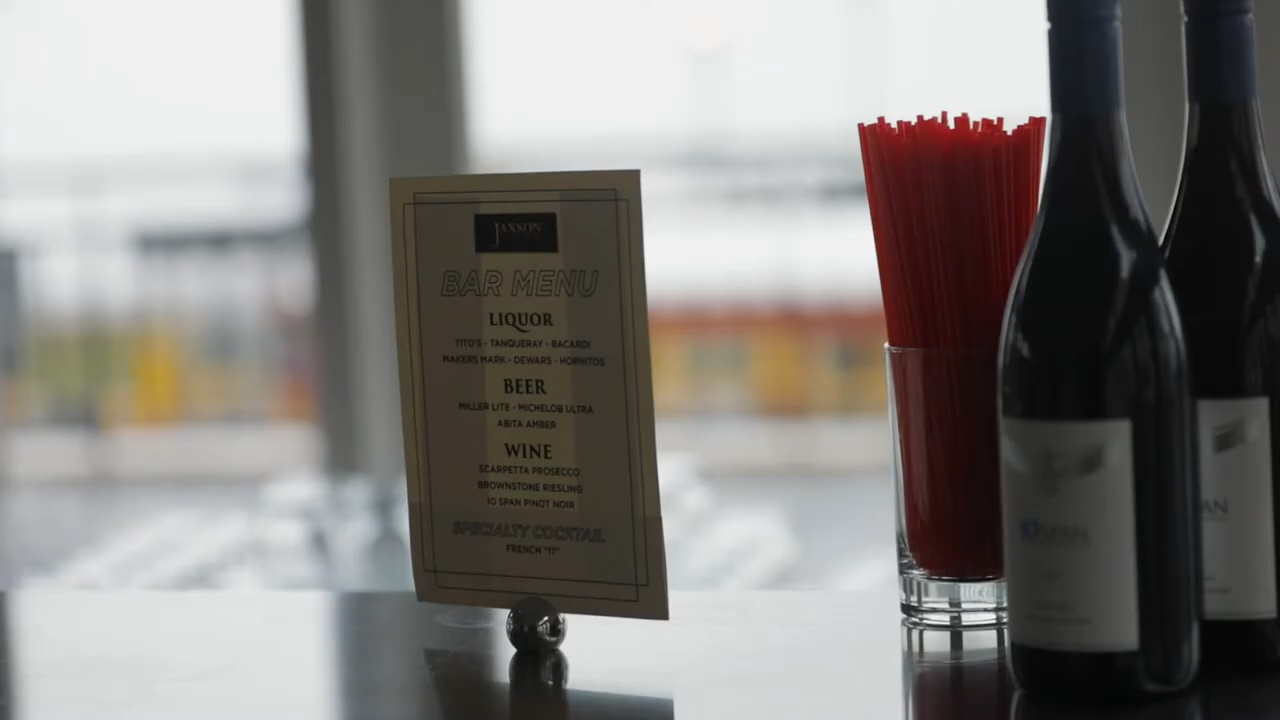 JAXSON
BAR MENU
LIQUOR
TITO'S - TANQUERAY - BACARDI
MAKERS MARK - DEWARS - HORNITOS
BEER
MILLER LITE - MICHELOB ULTRA
ABITA AMBER
WINE
SCARPETTA PROSECCO
BROWNSTONE RIESLING
10 SPAN PINOT NOIR
SPECIALTY COCKTAIL
FRENCH "17"